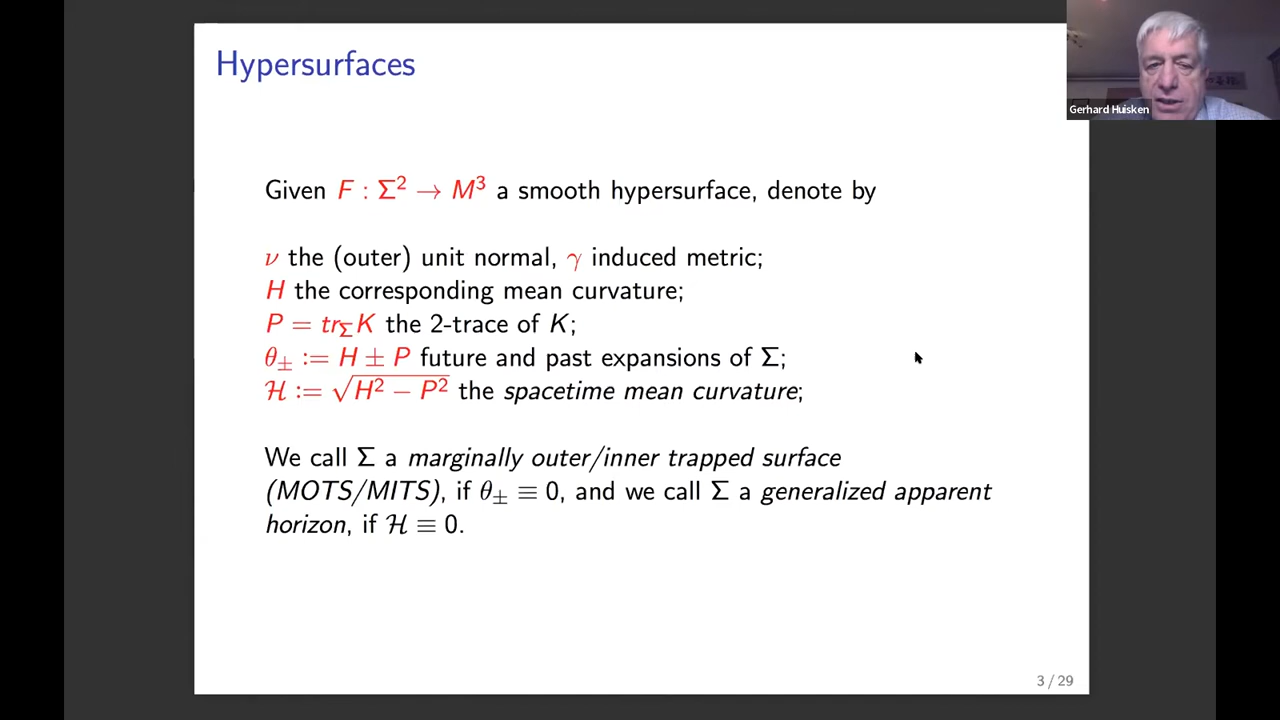 Hypersurfaces
Gerhard Huisken
Given F : Σ² → M³ a smooth hypersurface, denote by
ν the (outer) unit normal, γ induced metric;
H the corresponding mean curvature;
P = tr_Σ K the 2-trace of K;
θ± := H ± P future and past expansions of Σ;
ℋ := √(H² − P²) the spacetime mean curvature;
We call Σ a marginally outer/inner trapped surface
(MOTS/MITS), if θ± ≡ 0, and we call Σ a generalized apparent
horizon, if ℋ ≡ 0.
3 / 29